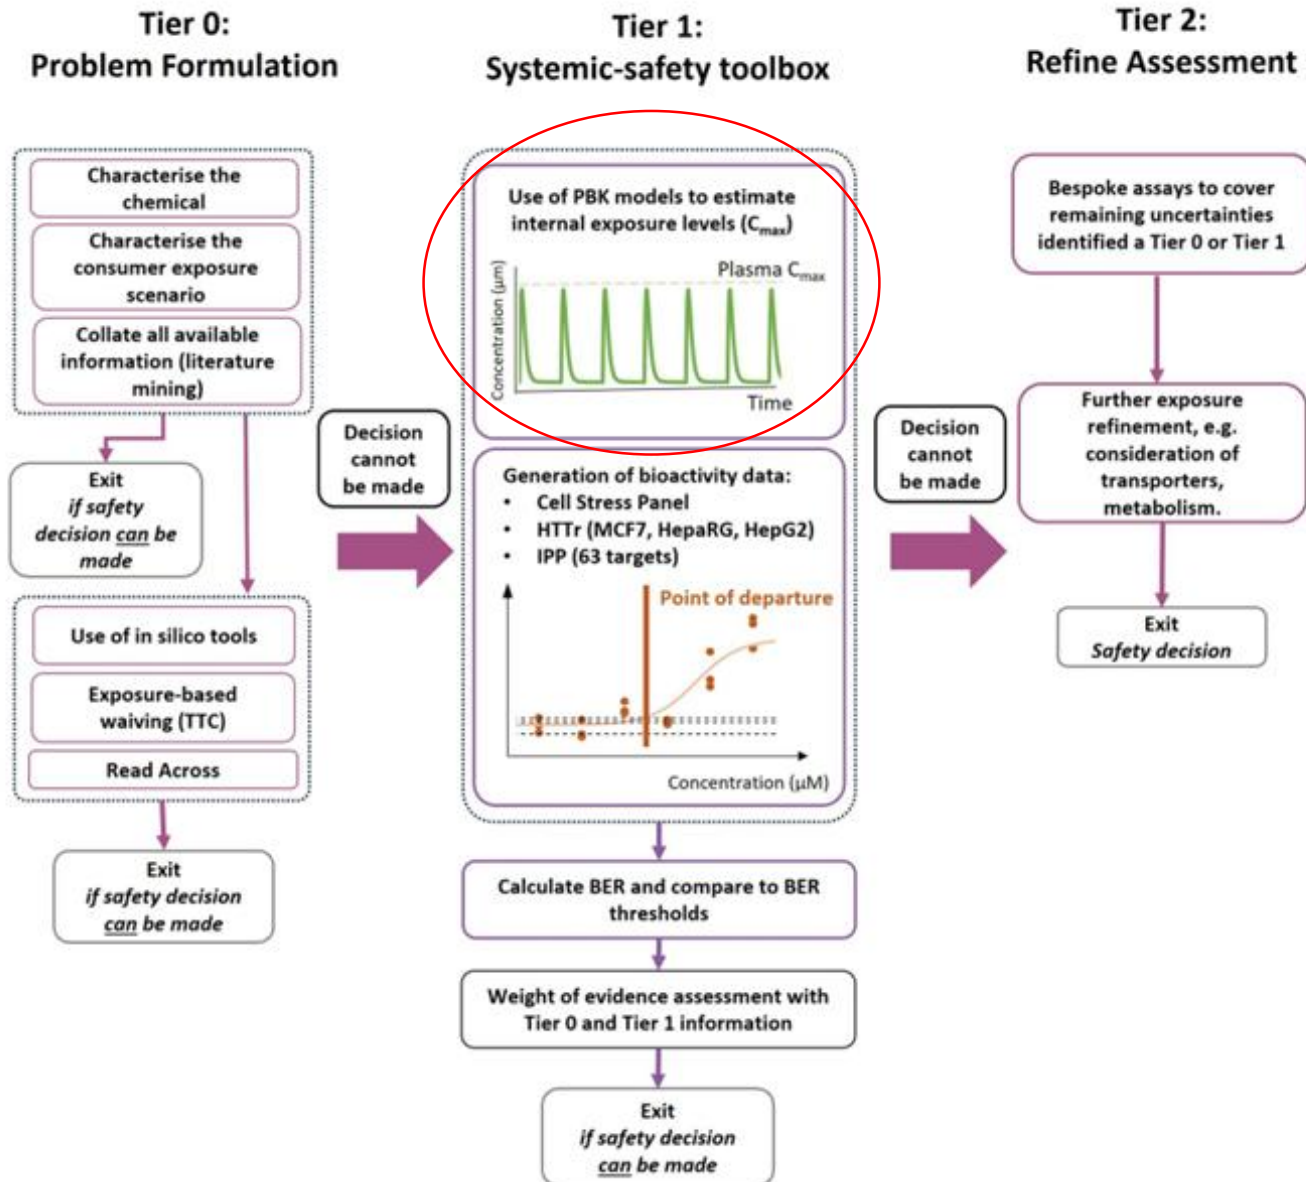 Tier 0:
Problem Formulation
Characterise the
chemical
Characterise the
consumer exposure
scenario
Collate all available
information (literature
mining)
Exit
if safety
decision can be
made
Use of in silico tools
Exposure-based
waiving (TTC)
Read Across
Exit
if safety decision
can be made
Decision
cannot
be made
Tier 1:
Systemic-safety toolbox
Use of PBK models to estimate
internal exposure levels (Cmax)
Plasma Cmax
Concentration (μm)
Time
Generation of bioactivity data:
• Cell Stress Panel
• HTTr (MCF7, HepaRG, HepG2)
• IPP (63 targets)
Point of departure
Concentration (μM)
Calculate BER and compare to BER
thresholds
Weight of evidence assessment with
Tier 0 and Tier 1 information
Exit
if safety decision
can be made
Decision
cannot
be made
Tier 2:
Refine Assessment
Bespoke assays to cover
remaining uncertainties
identified a Tier 0 or Tier 1
Further exposure
refinement, e.g.
consideration of
transporters,
metabolism.
Exit
Safety decision